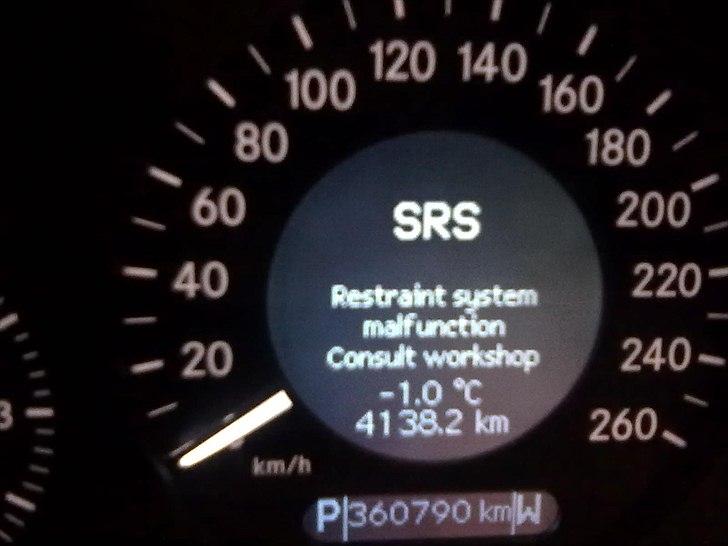 120 140
100 160
80 180
60 200
40 220
20 240
260
SRS
Restraint system
malfunction
Consult workshop
-1.0 °C
4138.2 km
km/h
P 360790 km W
3